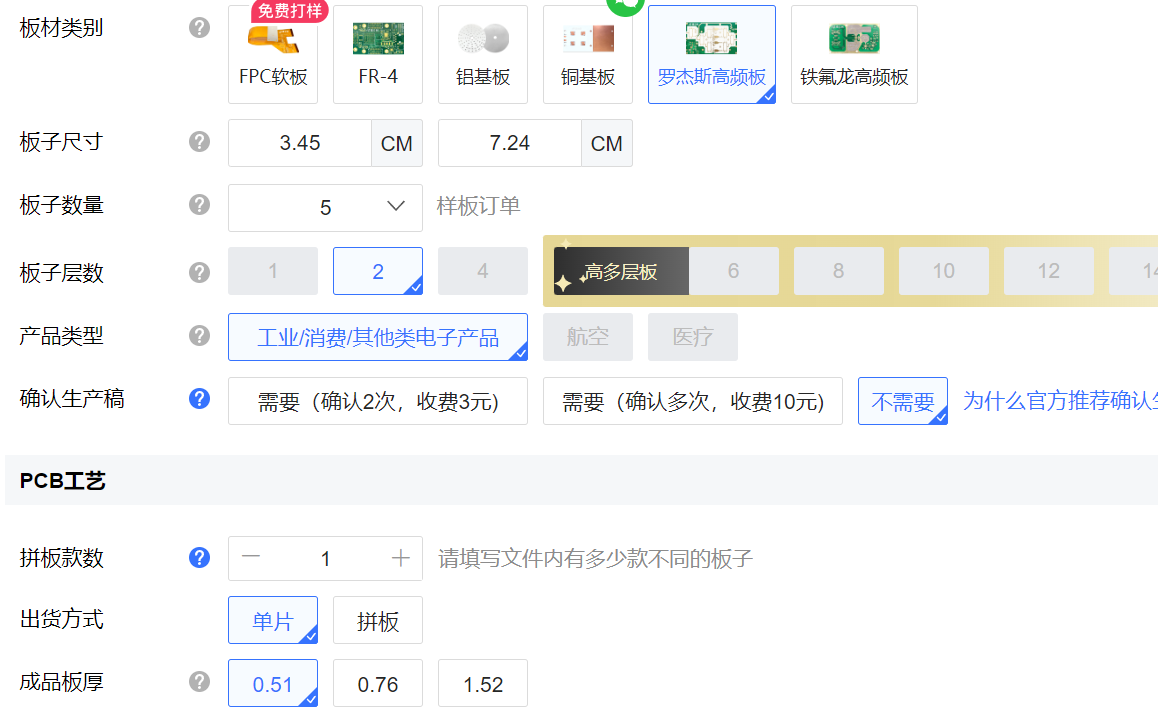 免费打样
板材类别 ? FPC软板 FR-4 铝基板 铜基板 罗杰斯高频板 铁氟龙高频板
板子尺寸 ? 3.45 CM 7.24 CM
板子数量 ? 5 样板订单
板子层数 ? 1 2 4 高多层板 6 8 10 12 14
产品类型 ? 工业/消费/其他类电子产品 航空 医疗
确认生产稿 ? 需要（确认2次，收费3元) 需要（确认多次，收费10元) 不需要 为什么官方推荐确认
PCB工艺
拼板款数 ? 1 请填写文件内有多少款不同的板子
出货方式 单片 拼板
成品板厚 ? 0.51 0.76 1.52